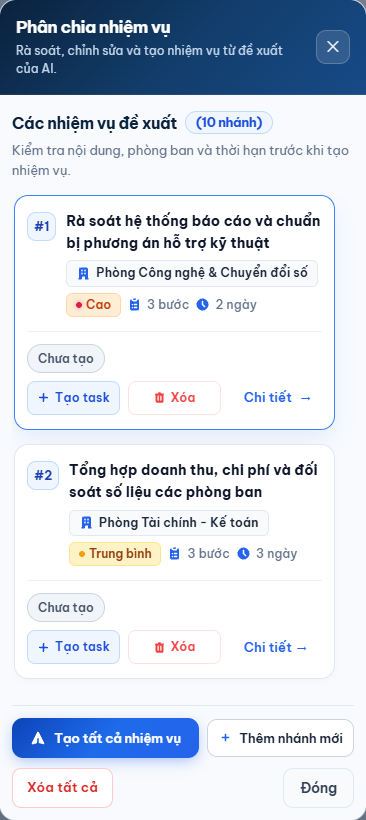 Phân chia nhiệm vụ
Rà soát, chỉnh sửa và tạo nhiệm vụ từ đề xuất
của AI.
Các nhiệm vụ đề xuất (10 nhánh)
Kiểm tra nội dung, phòng ban và thời hạn trước khi tạo
nhiệm vụ.
#1 Rà soát hệ thống báo cáo và chuẩn
bị phương án hỗ trợ kỹ thuật
Phòng Công nghệ & Chuyển đổi số
Cao 3 bước 2 ngày
Chưa tạo
+ Tạo task Xóa Chi tiết →
#2 Tổng hợp doanh thu, chi phí và đối
soát số liệu các phòng ban
Phòng Tài chính - Kế toán
Trung bình 3 bước 3 ngày
Chưa tạo
+ Tạo task Xóa Chi tiết →
Tạo tất cả nhiệm vụ + Thêm nhánh mới
Xóa tất cả Đóng